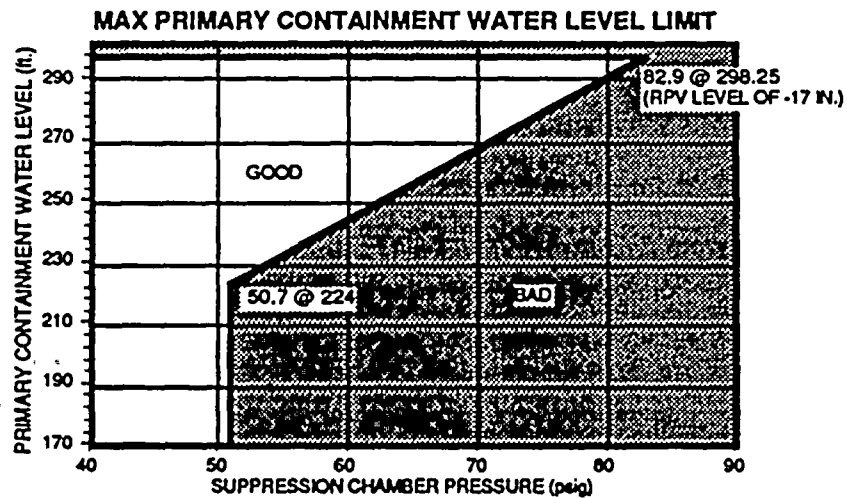 MAX PRIMARY CONTAINMENT WATER LEVEL LIMIT
PRIMARY CONTAINMENT WATER LEVEL (ft.)
290
270
250
230
210
190
170
82.9 @ 298.25
(RPV LEVEL OF -17 IN.)
GOOD
50.7 @ 224
BAD
40
50
60
70
80
90
SUPPRESSION CHAMBER PRESSURE (psig)